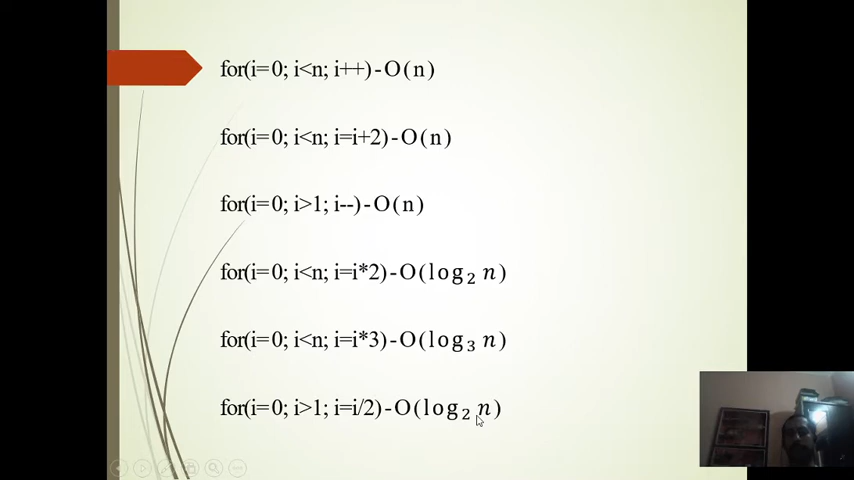 for(i=0; i<n; i++)-O(n)
for(i=0; i<n; i=i+2)-O(n)
for(i=0; i>1; i--)-O(n)
for(i=0; i<n; i=i*2)-O(log₂ n)
for(i=0; i<n; i=i*3)-O(log₃ n)
for(i=0; i>1; i=i/2)-O(log₂ n)